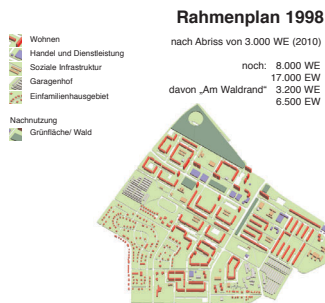 Rahmenplan 1998
nach Abriss von 3.000 WE (2010)
noch: 8.000 WE
17.000 EW
davon „Am Waldrand“ 3.200 WE
6.500 EW
Wohnen
Handel und Dienstleistung
Soziale Infrastruktur
Garagenhof
Einfamilienhausgebiet
Nachnutzung
Grünfläche/ Wald